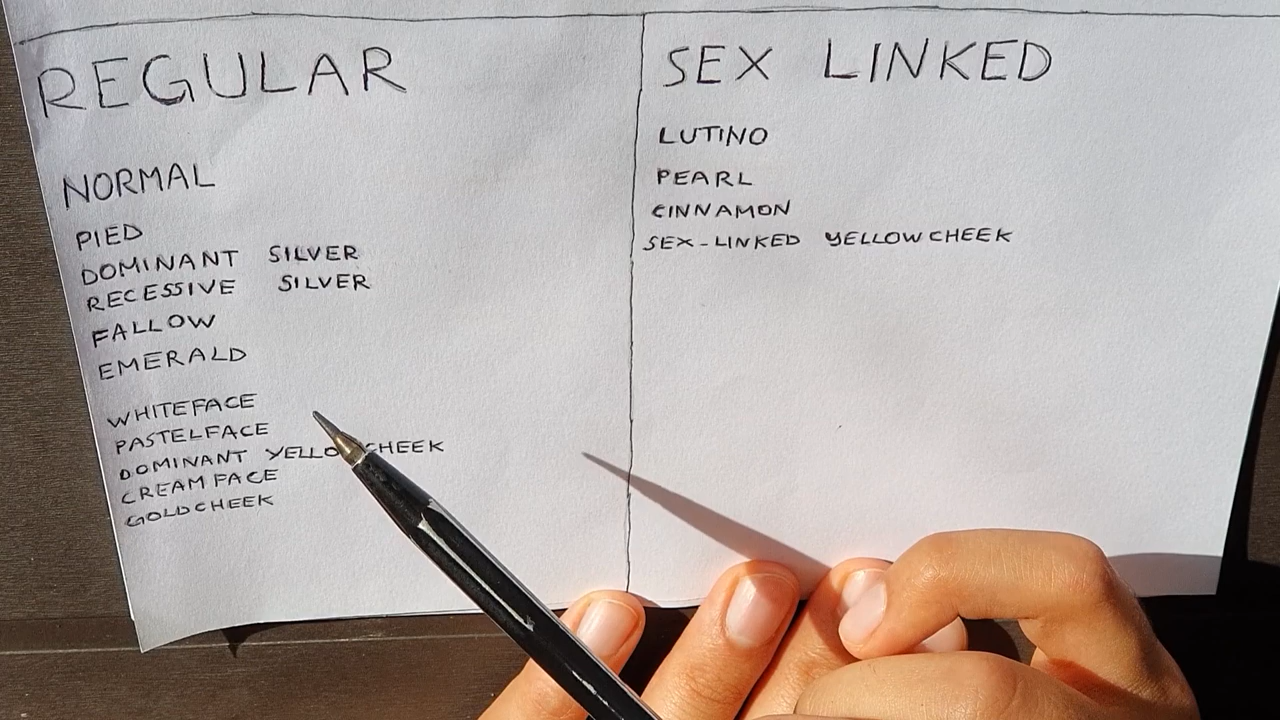 REGULAR
NORMAL
PIED
DOMINANT SILVER
RECESSIVE SILVER
FALLOW
EMERALD
WHITEFACE
PASTELFACE
DOMINANT YELLOWCHEEK
CREAMFACE
GOLDCHEEK
SEX LINKED
LUTINO
PEARL
CINNAMON
SEX-LINKED YELLOWCHEEK